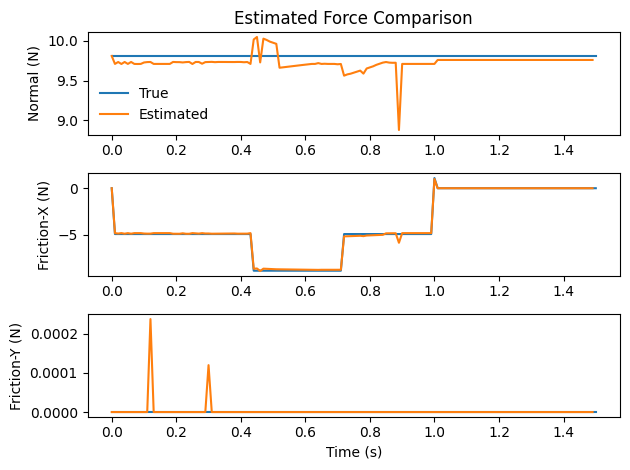 Estimated Force Comparison
Normal (N)
10.0
9.5
9.0
True
Estimated
0.0 0.2 0.4 0.6 0.8 1.0 1.2 1.4
Friction-X (N)
0
−5
0.0 0.2 0.4 0.6 0.8 1.0 1.2 1.4
Friction-Y (N)
0.0002
0.0001
0.0000
0.0 0.2 0.4 0.6 0.8 1.0 1.2 1.4
Time (s)